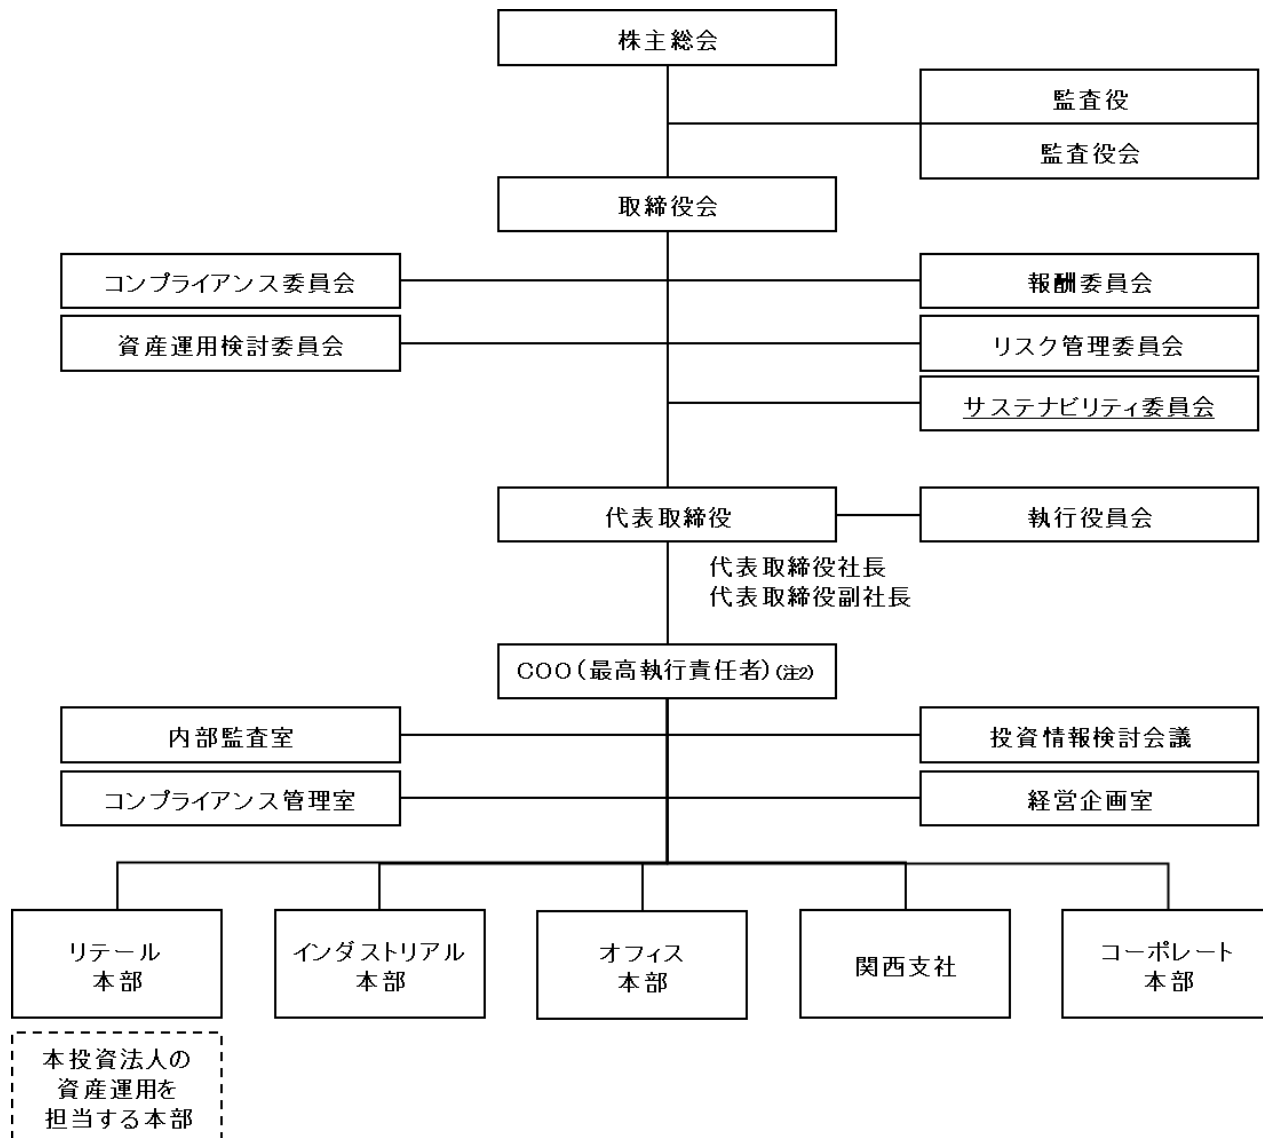 株主総会
監査役
監査役会
取締役会
コンプライアンス委員会
報酬委員会
資産運用検討委員会
リスク管理委員会
サステナビリティ委員会
代表取締役
執行役員会
代表取締役社長
代表取締役副社長
COO(最高執行責任者)(注2)
内部監査室
投資情報検討会議
コンプライアンス管理室
経営企画室
リテール
本部
インダストリアル
本部
オフィス
本部
関西支社
コーポレート
本部
本投資法人の
資産運用を
担当する本部